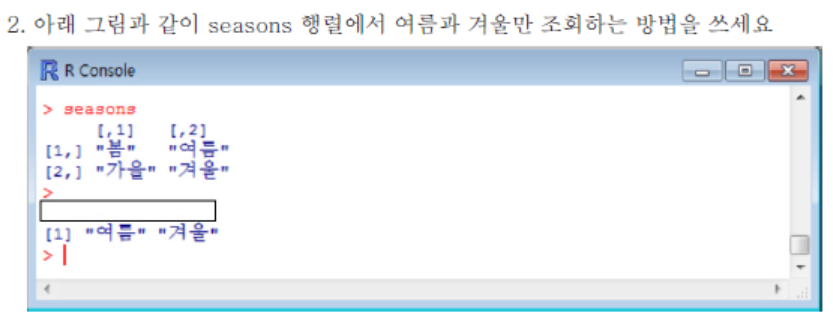 2. 아래 그림과 같이 seasons 행렬에서 여름과 겨울만 조회하는 방법을 쓰세요
R R Console
> seasons
[,1] [,2]
[1,] "봄" "여름"
[2,] "가을" "겨울"
>
[1] "여름" "겨울"
>